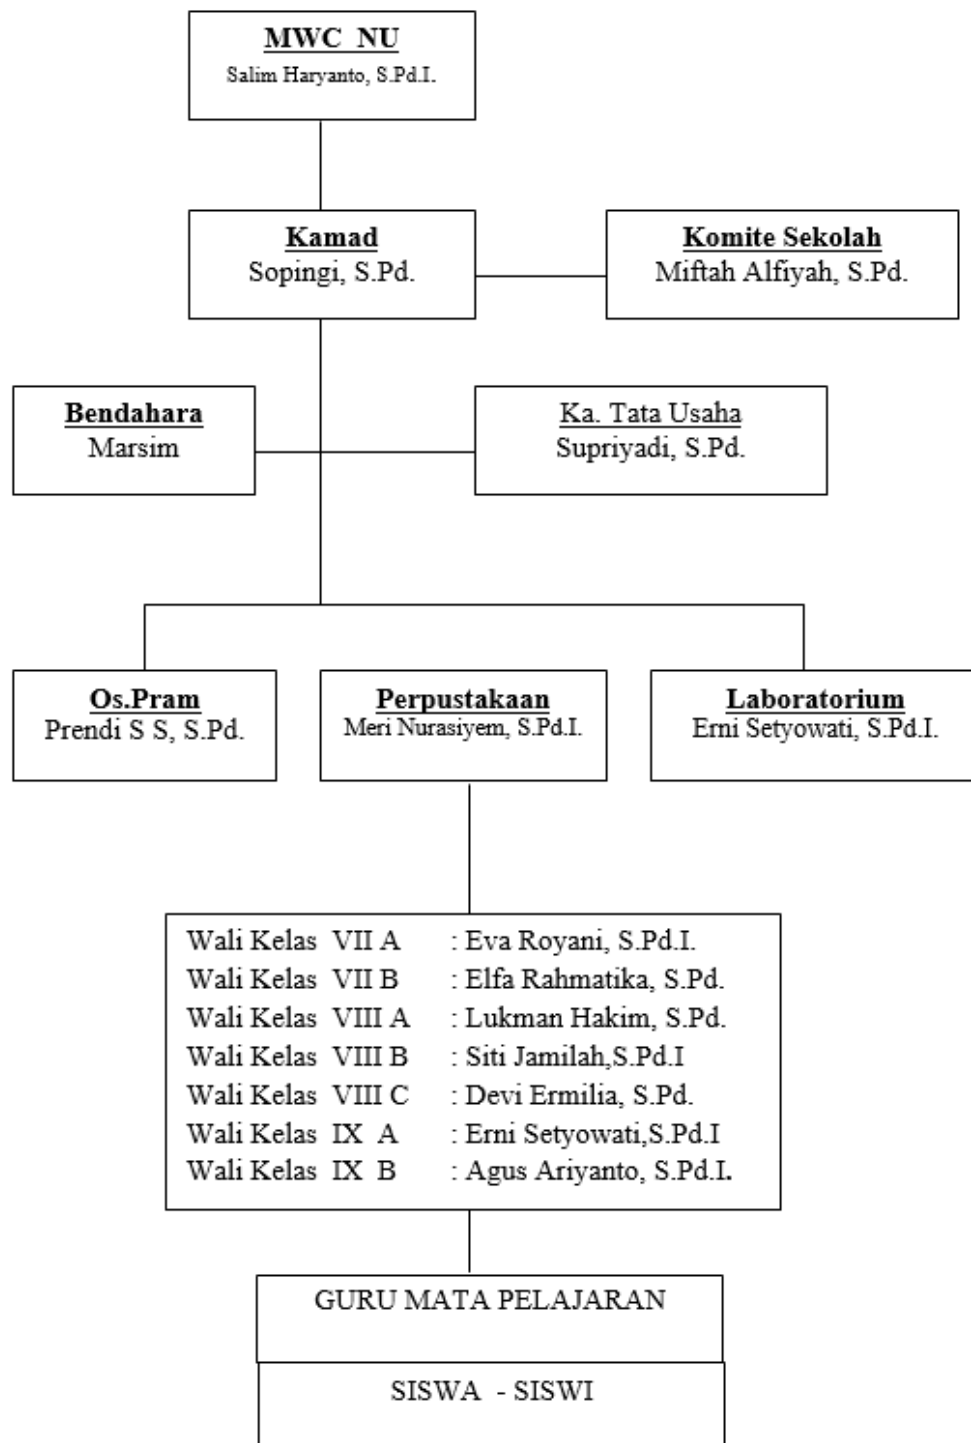 MWC NU
Salim Haryanto, S.Pd.I.
Kamad
Sopingi, S.Pd.
Komite Sekolah
Miftah Alfiyah, S.Pd.
Bendahara
Marsim
Ka. Tata Usaha
Supriyadi, S.Pd.
Os.Pram
Prendi S S, S.Pd.
Perpustakaan
Meri Nurasiyem, S.Pd.I.
Laboratorium
Erni Setyowati, S.Pd.I.
Wali Kelas VII A : Eva Royani, S.Pd.I.
Wali Kelas VII B : Elfa Rahmatika, S.Pd.
Wali Kelas VIII A : Lukman Hakim, S.Pd.
Wali Kelas VIII B : Siti Jamilah,S.Pd.I
Wali Kelas VIII C : Devi Ermilia, S.Pd.
Wali Kelas IX A : Erni Setyowati,S.Pd.I
Wali Kelas IX B : Agus Ariyanto, S.Pd.I.
GURU MATA PELAJARAN
SISWA - SISWI